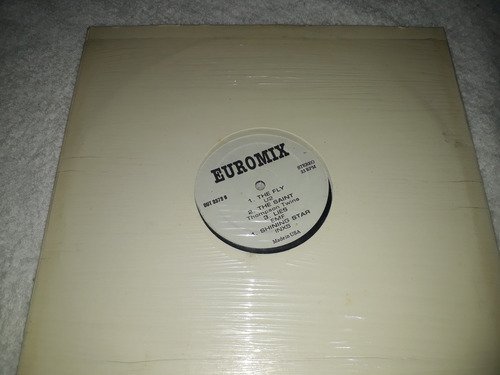 EUROMIX
STEREO
33 RPM
1. THE FLY
U2
2. THE SAINT
Thompson Twins
3. LIES
EMF
4. SHINING STAR
INXS
Made in USA